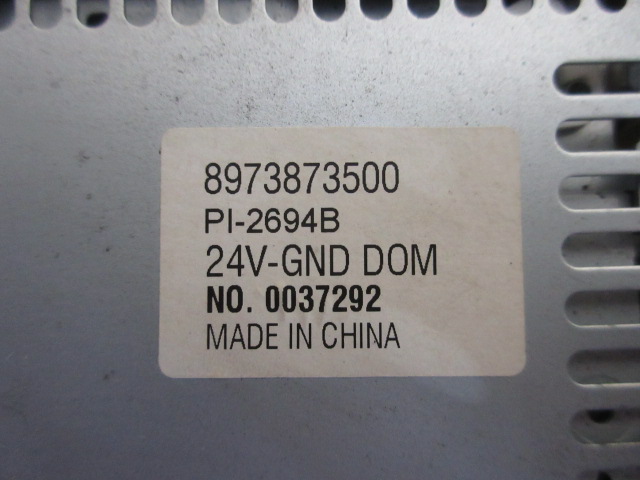 8973873500
PI-2694B
24V-GND DOM
NO. 0037292
MADE IN CHINA